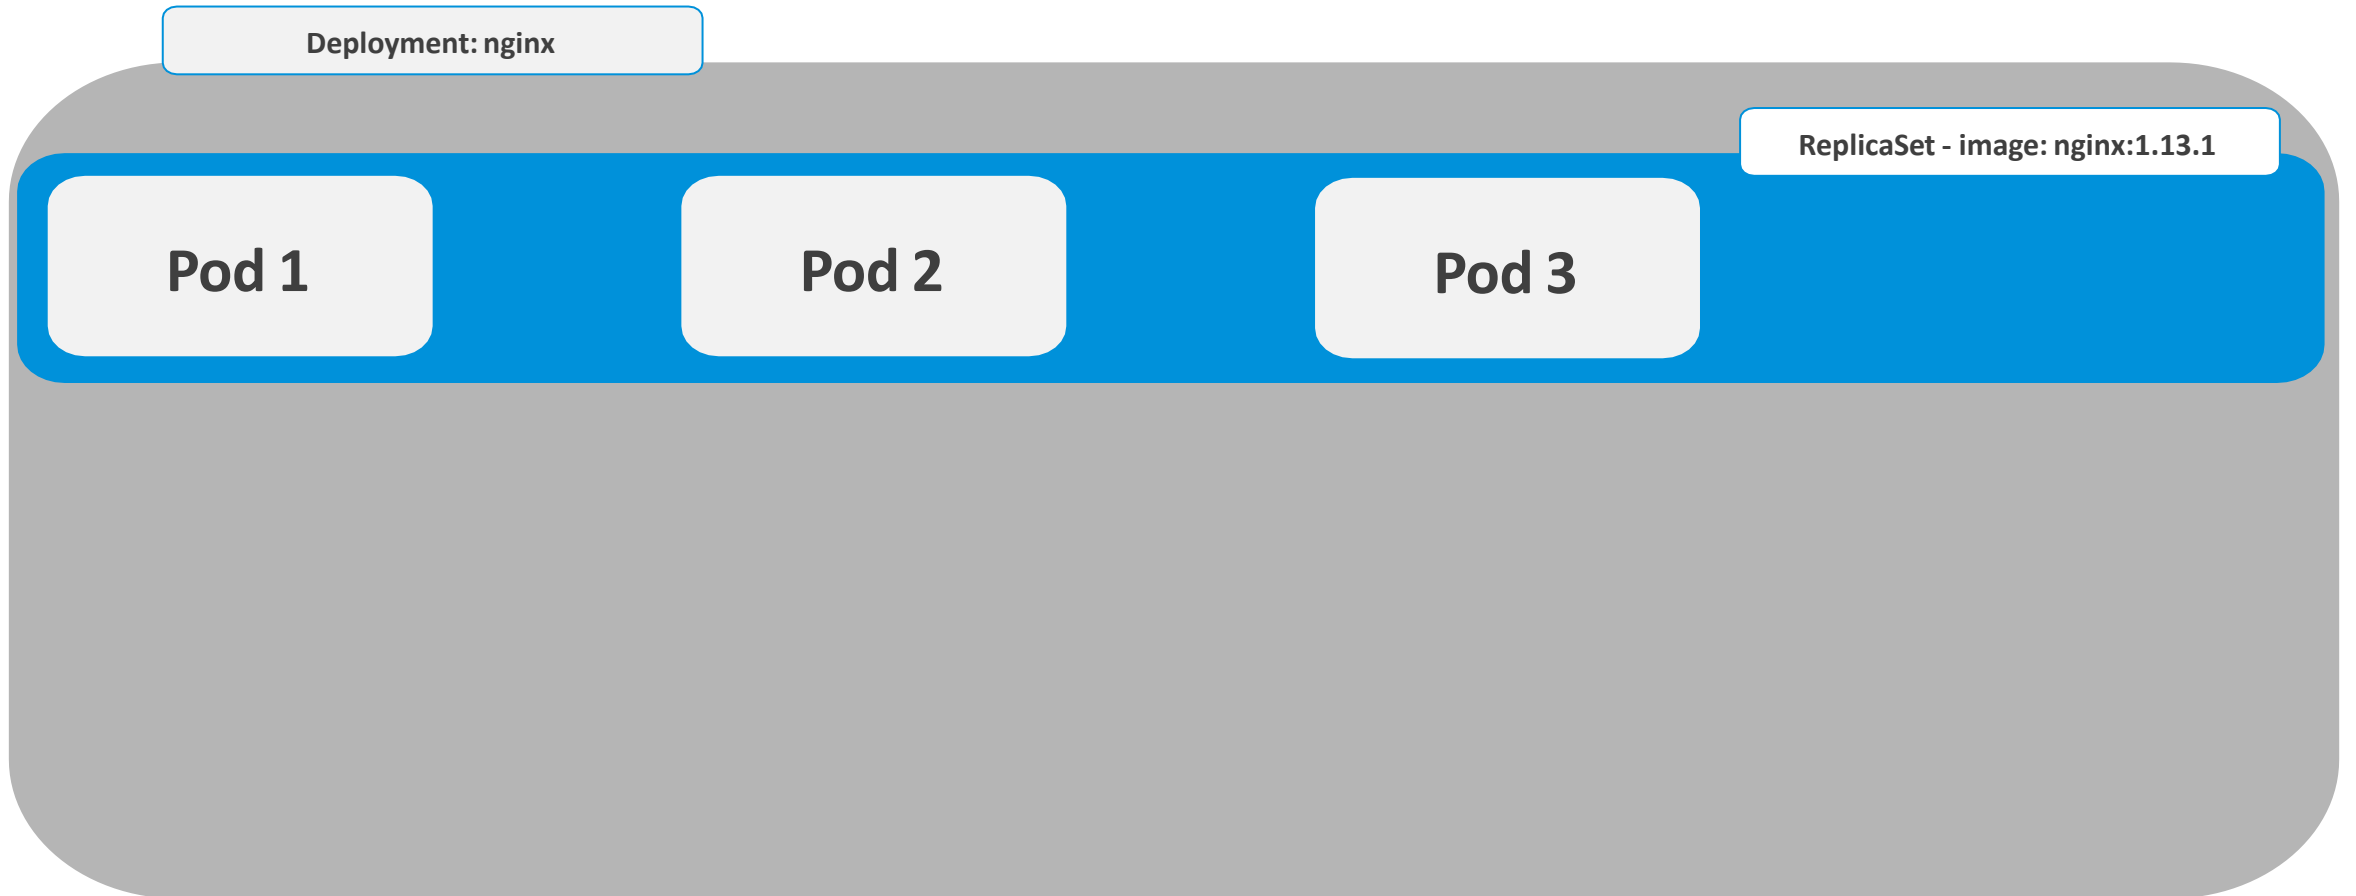 Deployment: nginx
ReplicaSet - image: nginx:1.13.1
Pod 1
Pod 2
Pod 3